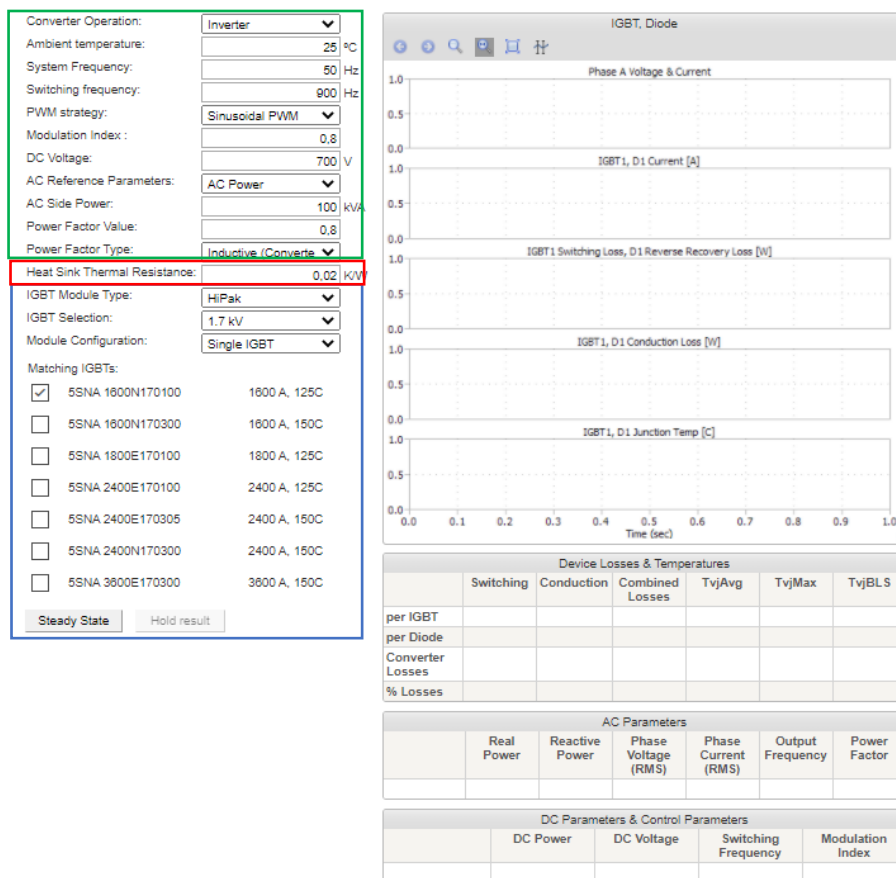 Converter Operation: Inverter
Ambient temperature: 25 ºC
System Frequency: 50 Hz
Switching frequency: 900 Hz
PWM strategy: Sinusoidal PWM
Modulation Index : 0,8
DC Voltage: 700 V
AC Reference Parameters: AC Power
AC Side Power: 100 kVA
Power Factor Value: 0,8
Power Factor Type: Inductive (Converte
Heat Sink Thermal Resistance: 0,02 K/W
IGBT Module Type: HiPak
IGBT Selection: 1.7 kV
Module Configuration: Single IGBT
Matching IGBTs:
5SNA 1600N170100 1600 A, 125C
5SNA 1600N170300 1600 A, 150C
5SNA 1800E170100 1800 A, 125C
5SNA 2400E170100 2400 A, 125C
5SNA 2400E170305 2400 A, 150C
5SNA 2400N170300 2400 A, 150C
5SNA 3600E170300 3600 A, 150C
Steady State Hold result
IGBT, Diode
Phase A Voltage & Current
1.0
0.5
0.0
IGBT1, D1 Current [A]
1.0
0.5
0.0
IGBT1 Switching Loss, D1 Reverse Recovery Loss [W]
1.0
0.5
0.0
IGBT1, D1 Conduction Loss [W]
1.0
0.5
0.0
IGBT1, D1 Junction Temp [C]
1.0
0.5
0.0
0.0 0.1 0.2 0.3 0.4 0.5 0.6 0.7 0.8 0.9 1.0
Time (sec)
Device Losses & Temperatures
Switching Conduction Combined Losses TvjAvg TvjMax TvjBLS
per IGBT
per Diode
Converter Losses
% Losses
AC Parameters
Real Power Reactive Power Phase Voltage (RMS) Phase Current (RMS) Output Frequency Power Factor
DC Parameters & Control Parameters
DC Power DC Voltage Switching Frequency Modulation Index